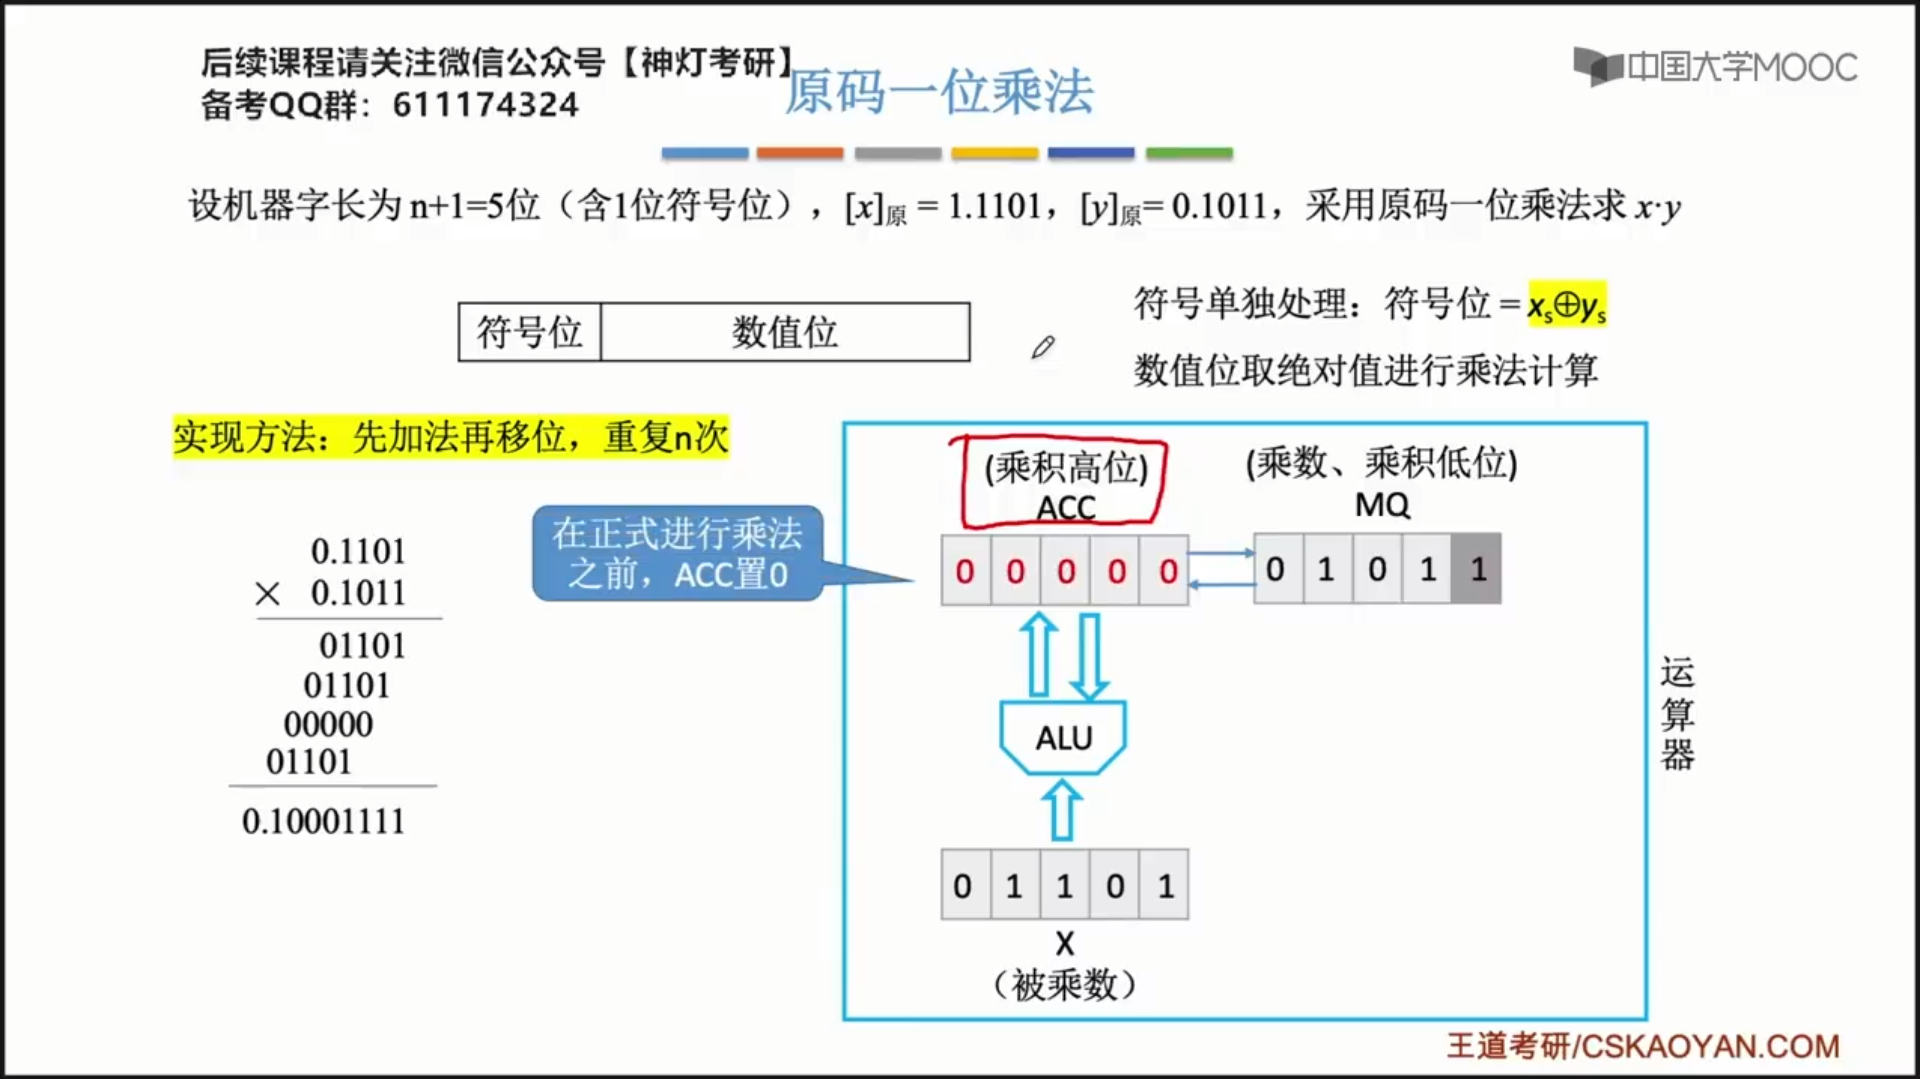 后续课程请关注微信公众号【神灯考研】
备考QQ群：611174324
原码一位乘法
中国大学MOOC
设机器字长为 n+1=5位（含1位符号位），[x]原 = 1.1101，[y]原= 0.1011，采用原码一位乘法求 x·y
符号位 数值位
符号单独处理：符号位 = xs⊕ys
数值位取绝对值进行乘法计算
实现方法：先加法再移位，重复n次
0.1101
× 0.1011
01101
01101
00000
01101
0.10001111
在正式进行乘法
之前，ACC置0
(乘积高位)
ACC
(乘数、乘积低位)
MQ
0 0 0 0 0
0 1 0 1 1
ALU
0 1 1 0 1
X
（被乘数）
运算器
王道考研/CSKAOYAN.COM